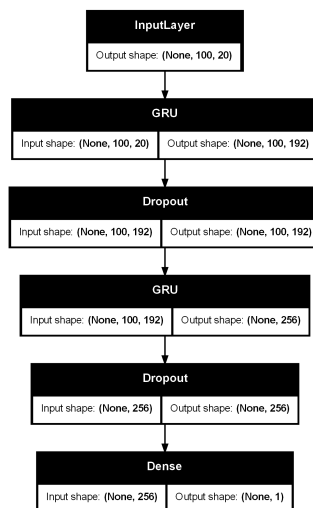 InputLayer
Output shape: (None, 100, 20)
GRU
Input shape: (None, 100, 20) Output shape: (None, 100, 192)
Dropout
Input shape: (None, 100, 192) Output shape: (None, 100, 192)
GRU
Input shape: (None, 100, 192) Output shape: (None, 256)
Dropout
Input shape: (None, 256) Output shape: (None, 256)
Dense
Input shape: (None, 256) Output shape: (None, 1)